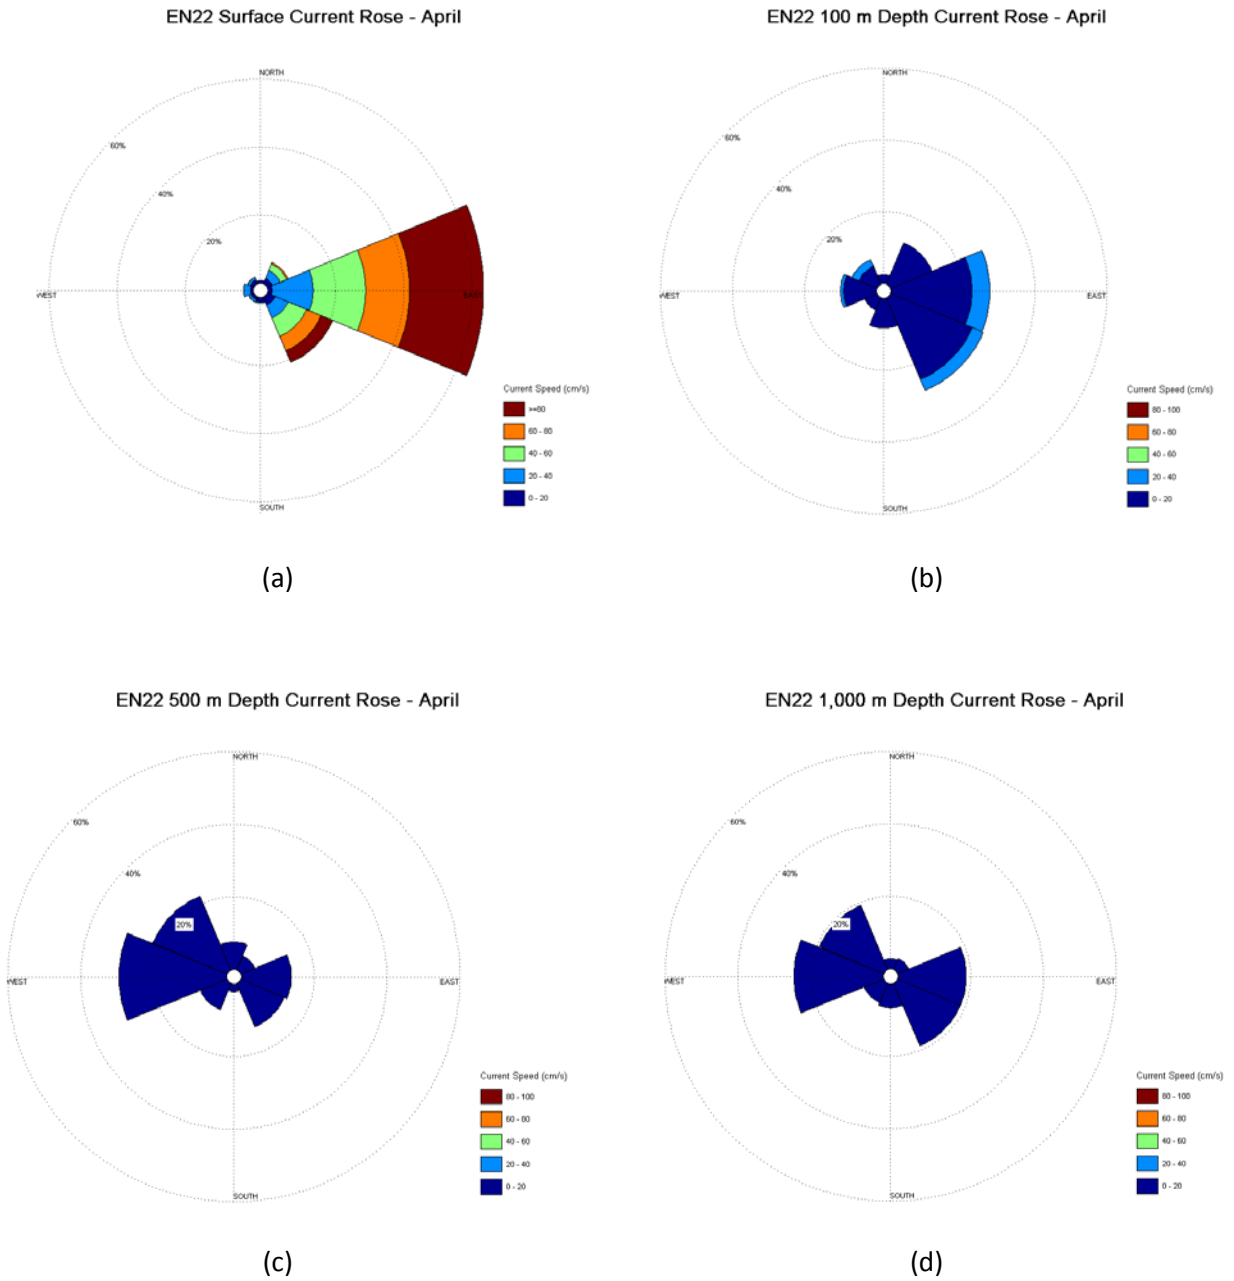 EN22 Surface Current Rose - April
NORTH
60%
40%
20%
WEST
EAST
SOUTH
Current Speed (cm/s)
>=80
60 - 80
40 - 60
20 - 40
0 - 20
(a)
EN22 100 m Depth Current Rose - April
NORTH
60%
40%
20%
WEST
EAST
SOUTH
Current Speed (cm/s)
80 - 100
60 - 80
40 - 60
20 - 40
0 - 20
(b)
EN22 500 m Depth Current Rose - April
NORTH
60%
40%
20%
WEST
EAST
SOUTH
Current Speed (cm/s)
80 - 100
60 - 80
40 - 60
20 - 40
0 - 20
(c)
EN22 1,000 m Depth Current Rose - April
NORTH
60%
40%
20%
WEST
EAST
SOUTH
Current Speed (cm/s)
80 - 100
60 - 80
40 - 60
20 - 40
0 - 20
(d)